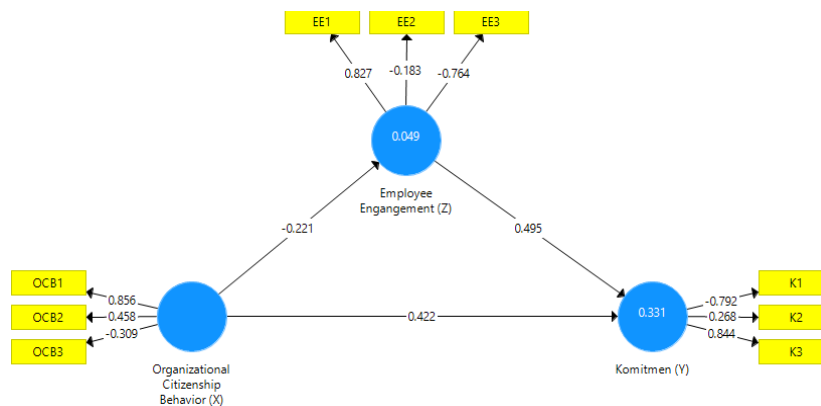 EE1
EE2
EE3
0.827
-0.183
-0.764
0.049
Employee
Engangement (Z)
-0.221
0.495
OCB1
OCB2
OCB3
0.856
0.458
-0.309
0.422
0.331
-0.792
0.268
0.844
K1
K2
K3
Organizational
Citizenship
Behavior (X)
Komitmen (Y)